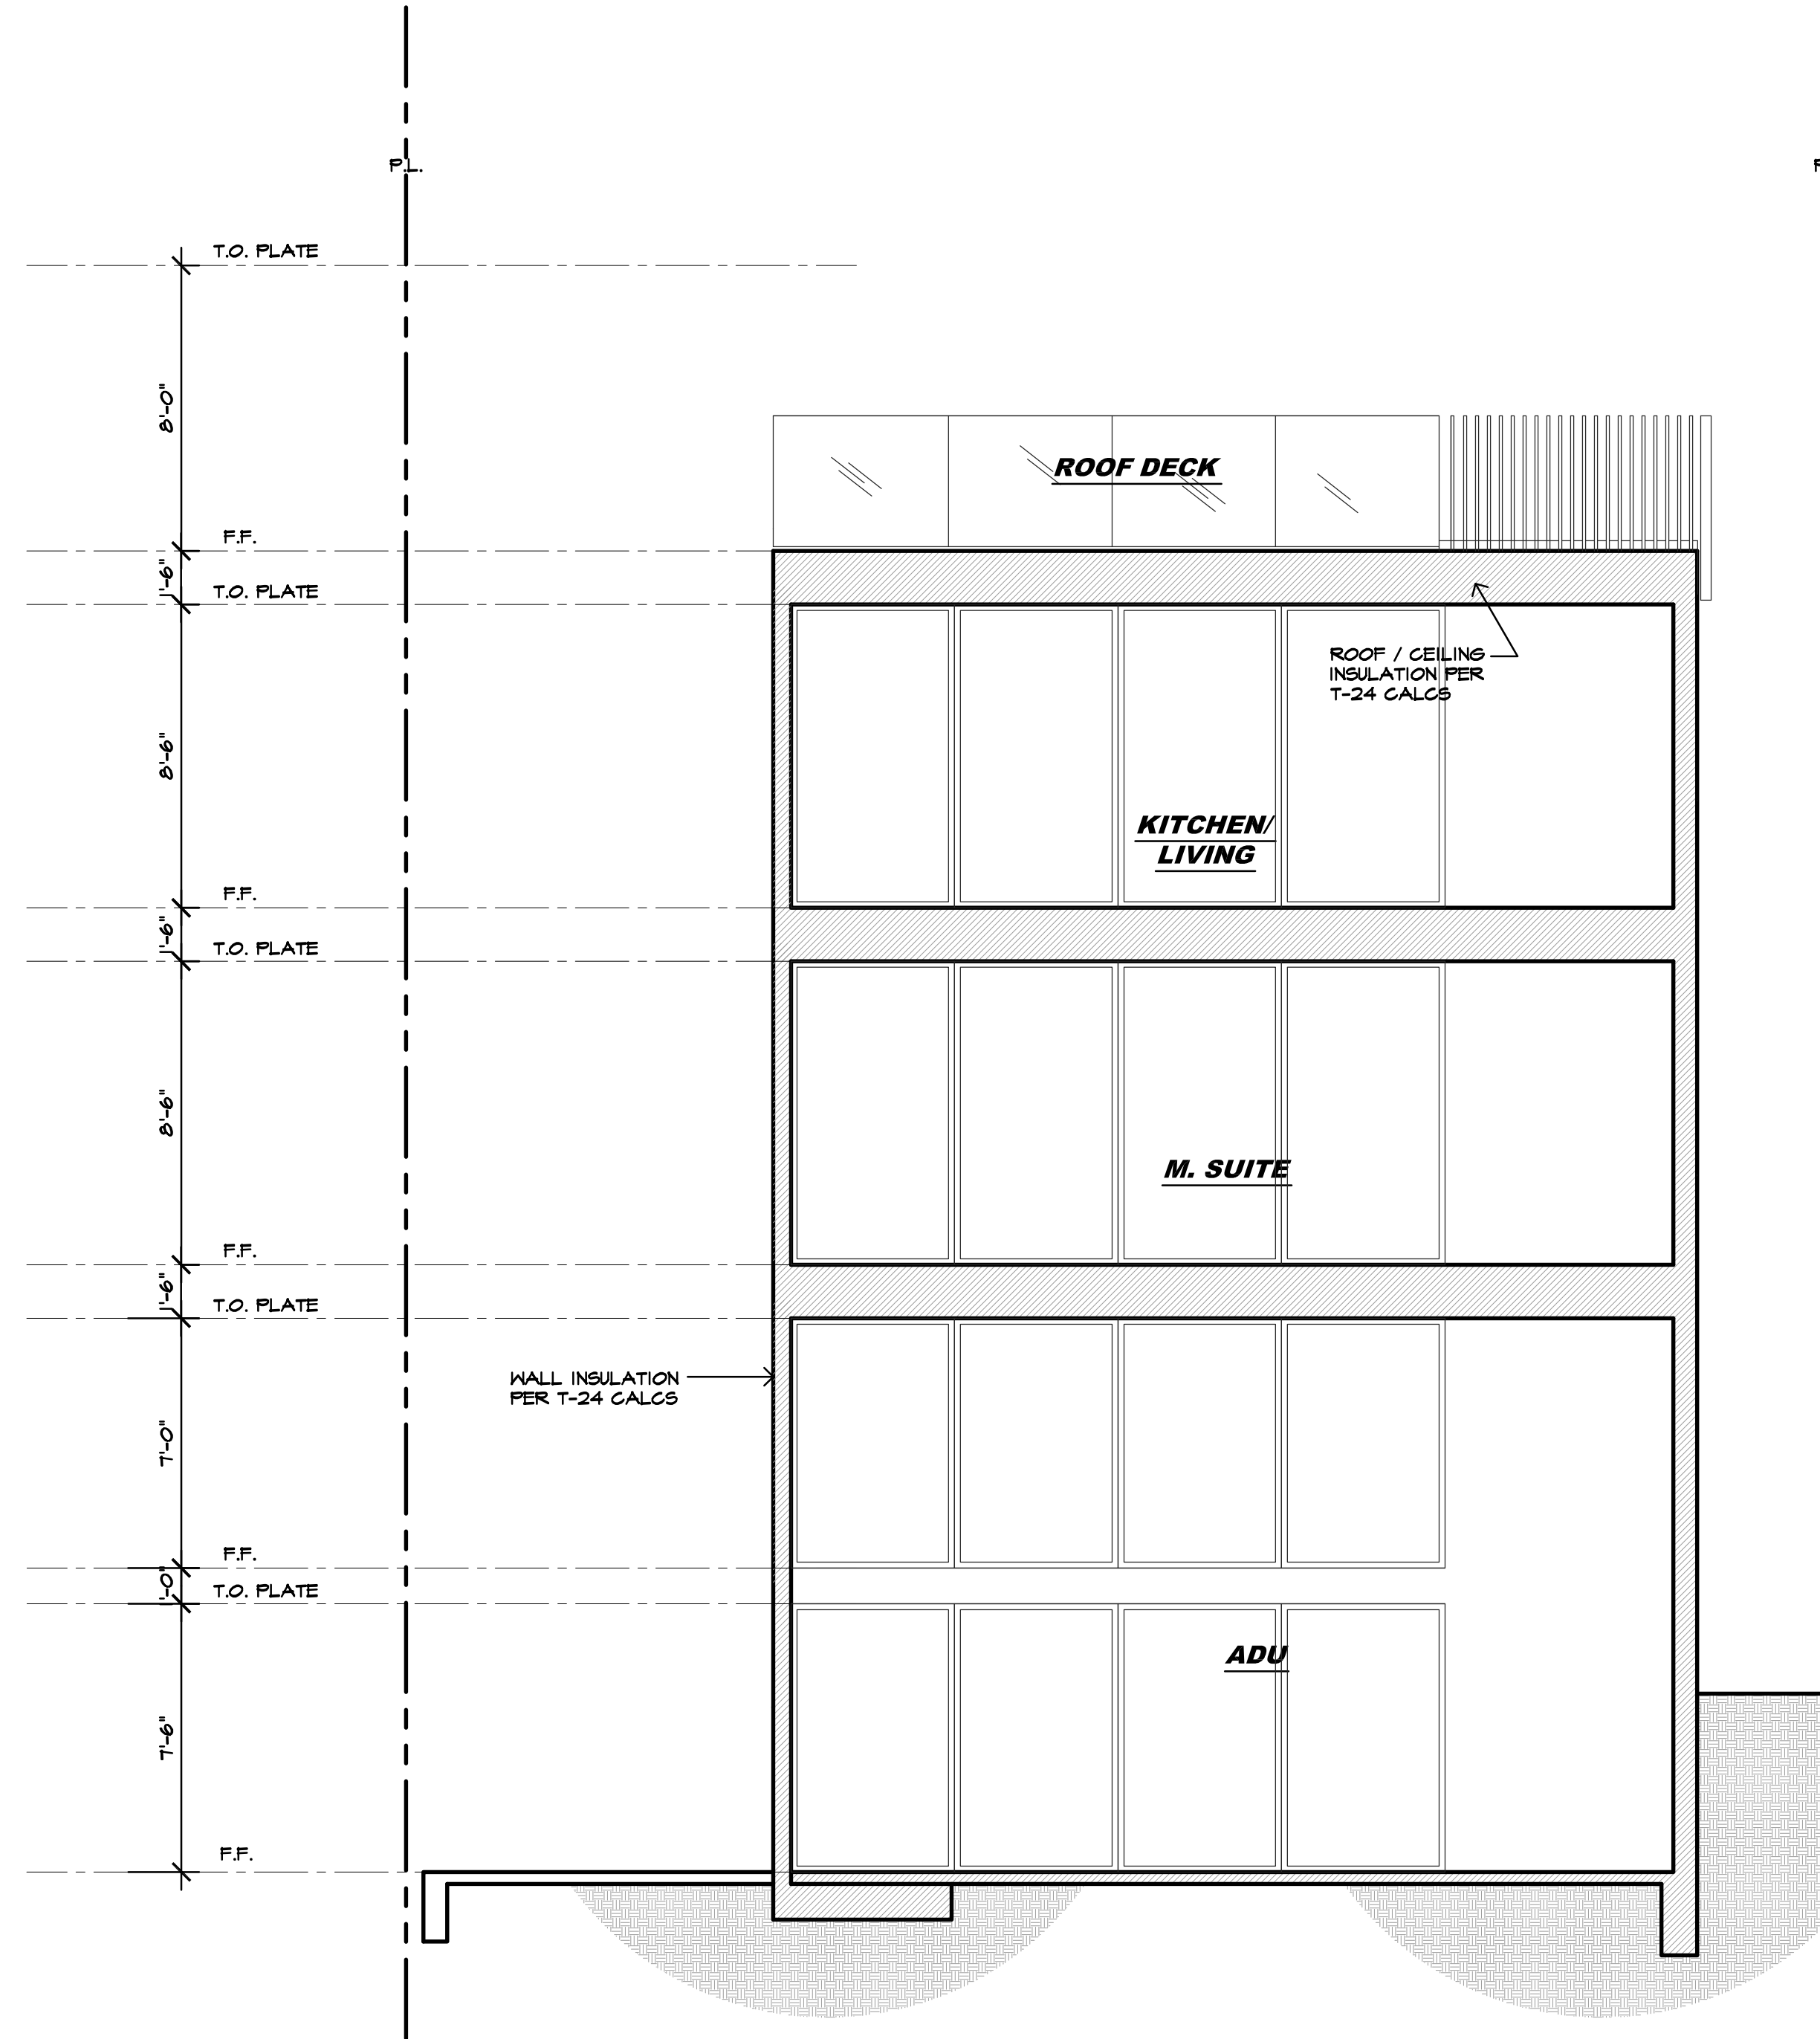 P.L.
T.O. PLATE
8'-0"
ROOF DECK
F.F.
1'-6"
T.O. PLATE
ROOF / CEILING
INSULATION PER
T-24 CALCS
8'-6"
KITCHEN/
LIVING
F.F.
1'-6"
T.O. PLATE
8'-6"
M. SUITE
F.F.
1'-6"
T.O. PLATE
WALL INSULATION
PER T-24 CALCS
7'-0"
F.F.
1'-0"
T.O. PLATE
ADU
7'-6"
F.F.